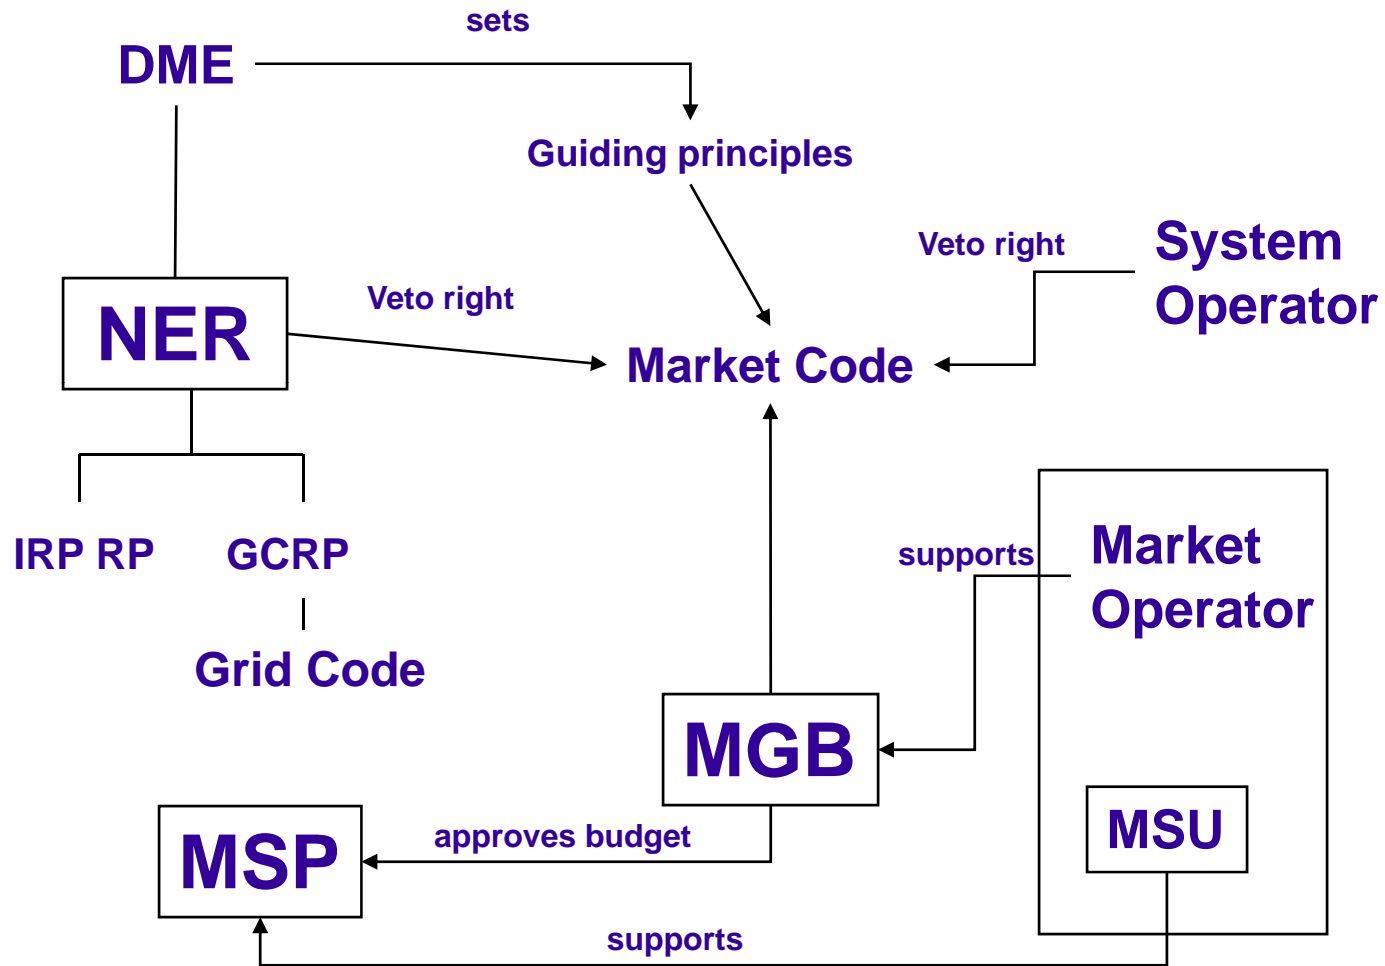 sets
DME
Guiding principles
Veto right
System
Operator
NER
Veto right
Market Code
IRP RP
GCRP
supports
Market
Operator
Grid Code
MGB
MSU
approves budget
MSP
supports